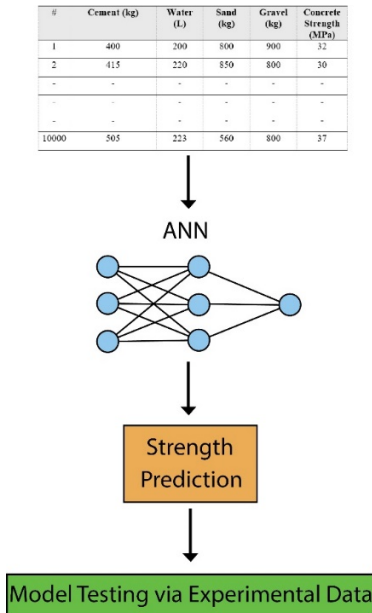 # Cement (kg) Water (L) Sand (kg) Gravel (kg) Concrete Strength (MPa)
1 400 200 800 900 32
2 415 220 850 800 30
- - - - - -
- - - - - -
- - - - - -
10000 505 223 560 800 37
ANN
Strength
Prediction
Model Testing via Experimental Data